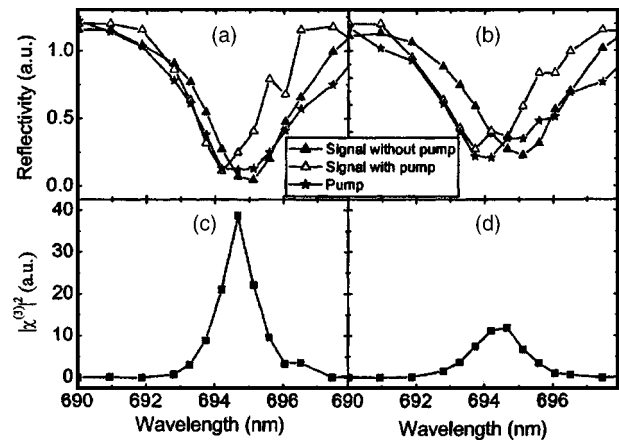 (a)
(b)
Reflectivity (a.u.)
1.0
0.5
0.0
Signal without pump
Signal with pump
Pump
(c)
(d)
|χ⁽³⁾|² (a.u.)
40
30
20
10
0
690 692 694 696 690 692 694 696
Wavelength (nm) Wavelength (nm)